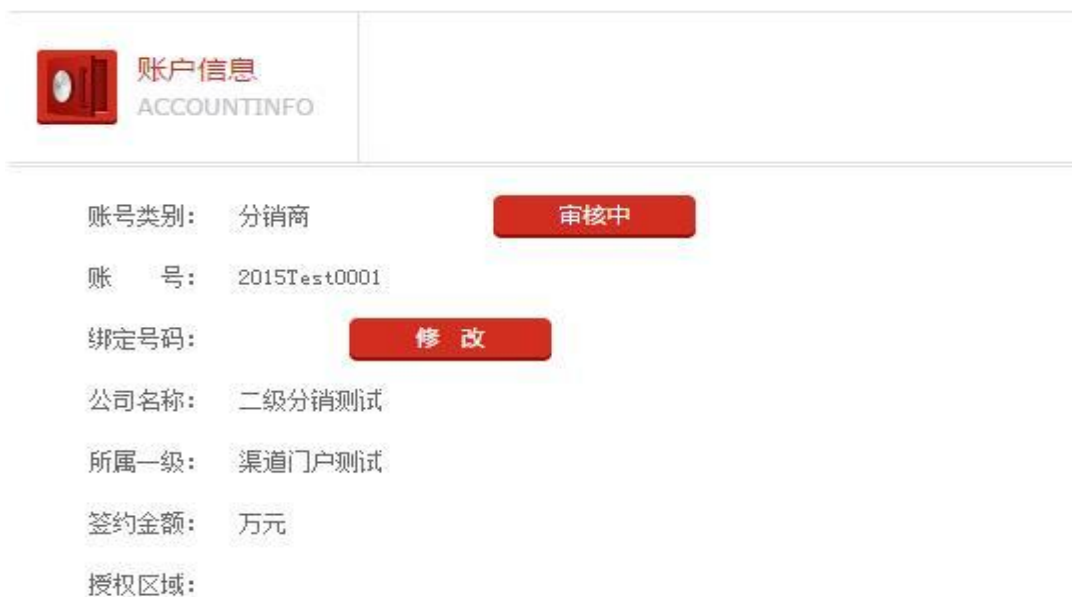 账户信息
ACCOUNTINFO
账号类别： 分销商 审核中
账 号： 2015Test0001
绑定号码： 修 改
公司名称： 二级分销测试
所属一级： 渠道门户测试
签约金额： 万元
授权区域：